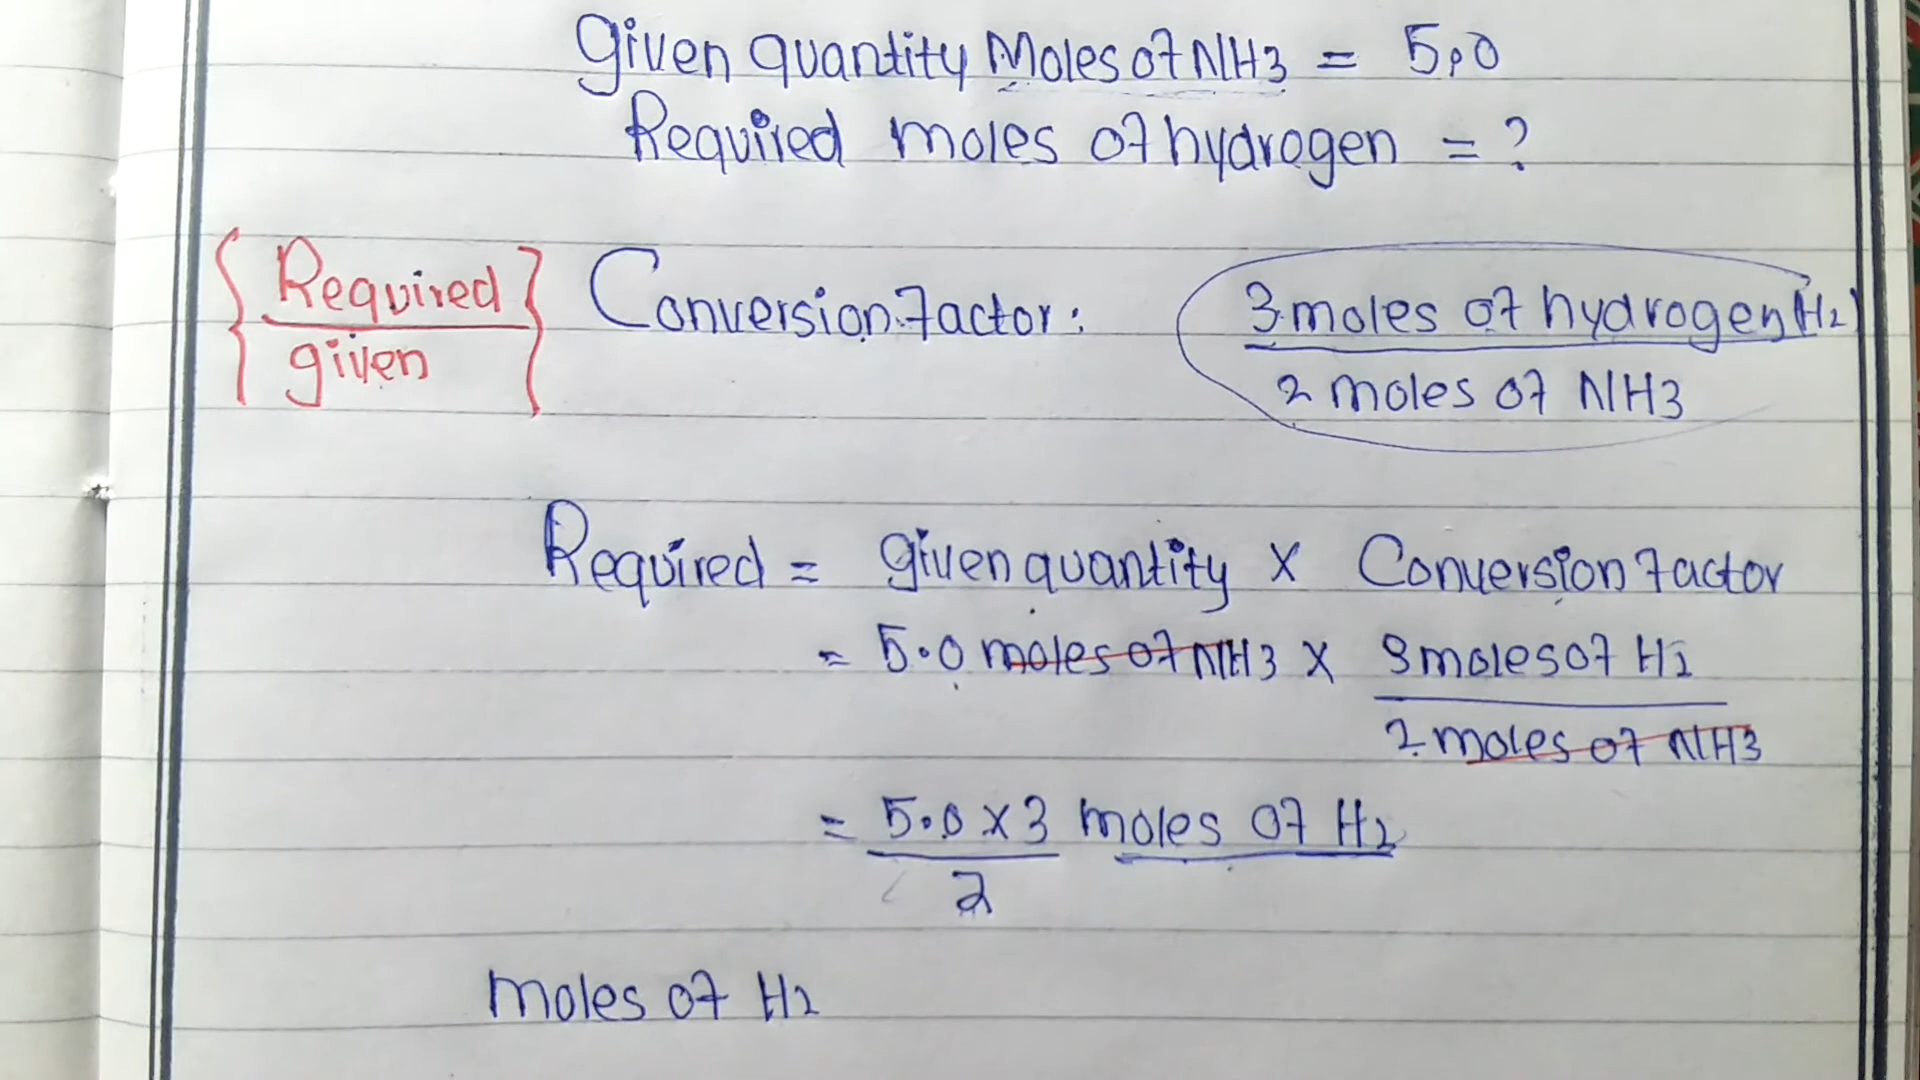 Given quantity Moles of NH3 = 5.0
Required moles of hydrogen = ?
{Required / given} Conversion factor: 3 moles of hydrogen (H2)
2 moles of NH3
Required = given quantity x Conversion factor
= 5.0 moles of NH3 x 3 moles of H2
2 moles of NH3
= 5.0 x 3 moles of H2
2
moles of H2